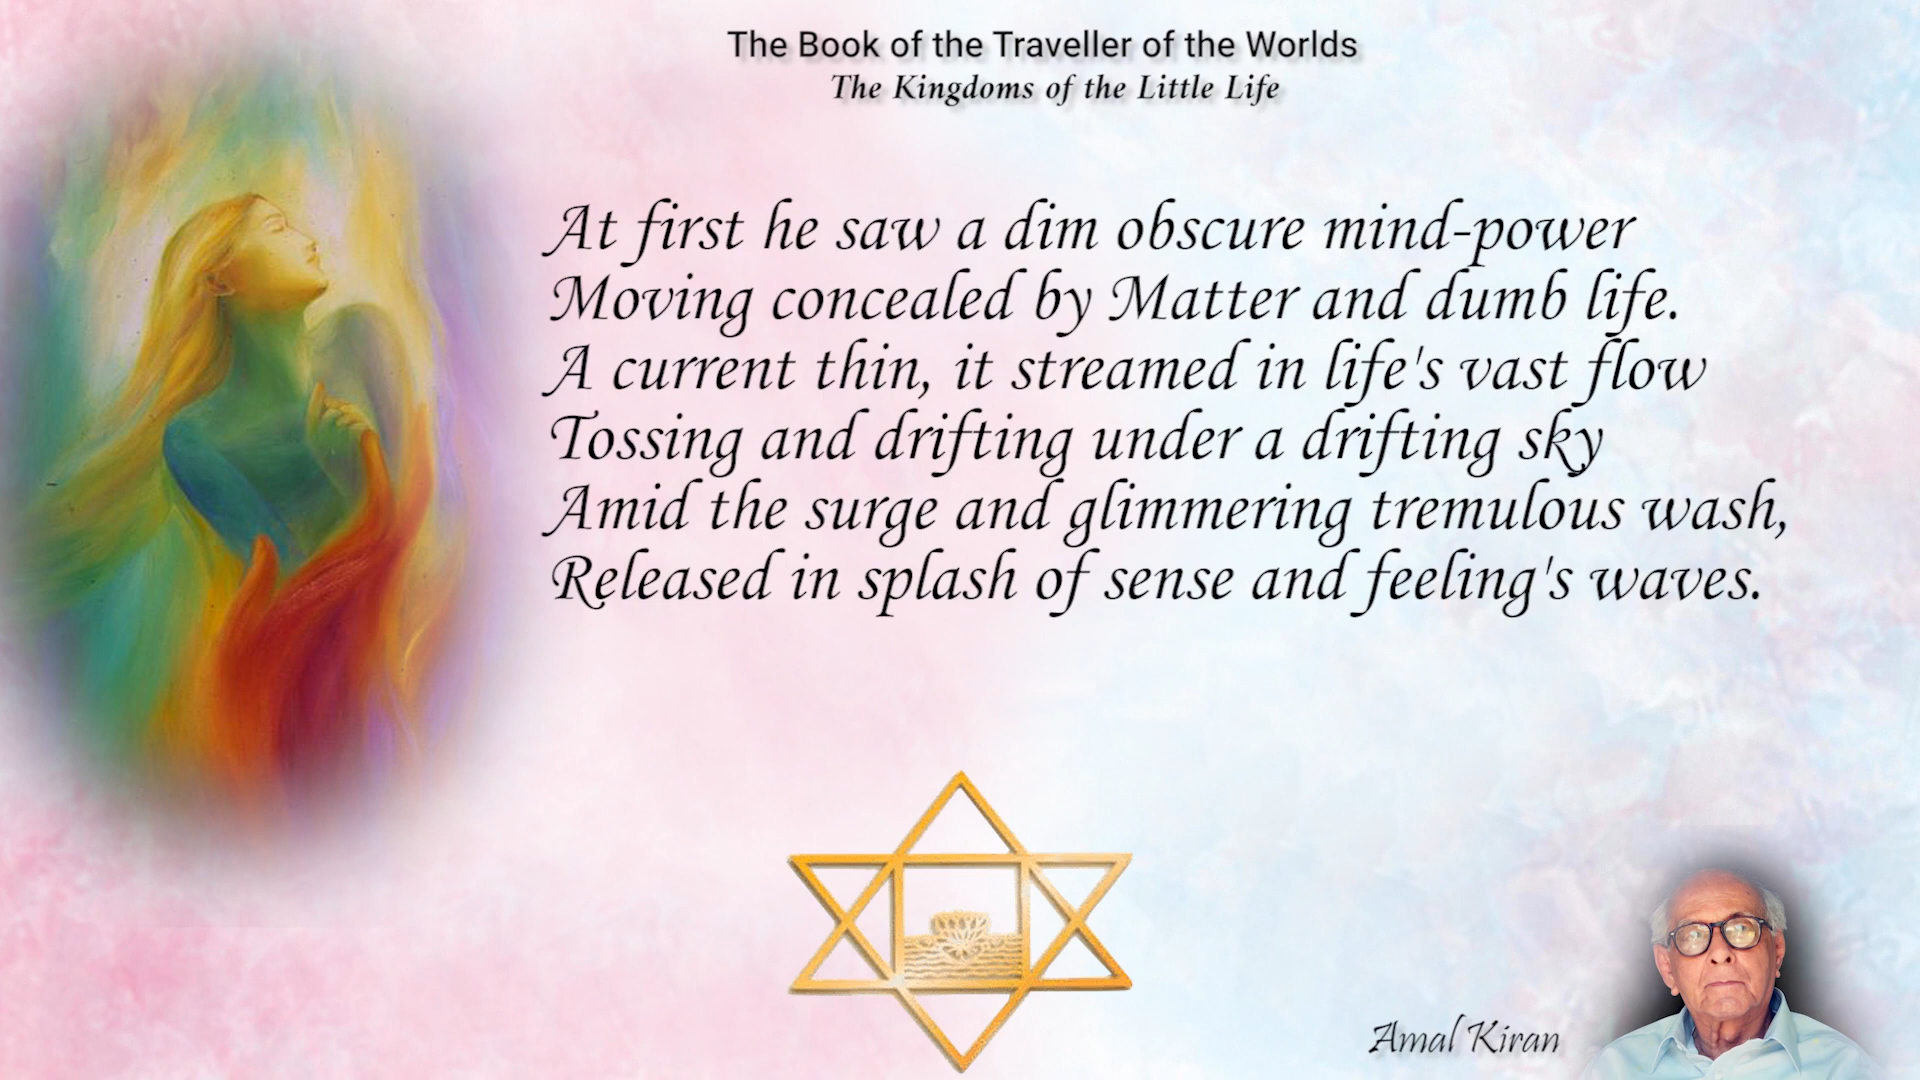 The Book of the Traveller of the Worlds
The Kingdoms of the Little Life
At first he saw a dim obscure mind-power
Moving concealed by Matter and dumb life.
A current thin, it streamed in life's vast flow
Tossing and drifting under a drifting sky
Amid the surge and glimmering tremulous wash,
Released in splash of sense and feeling's waves.
Amal Kiran